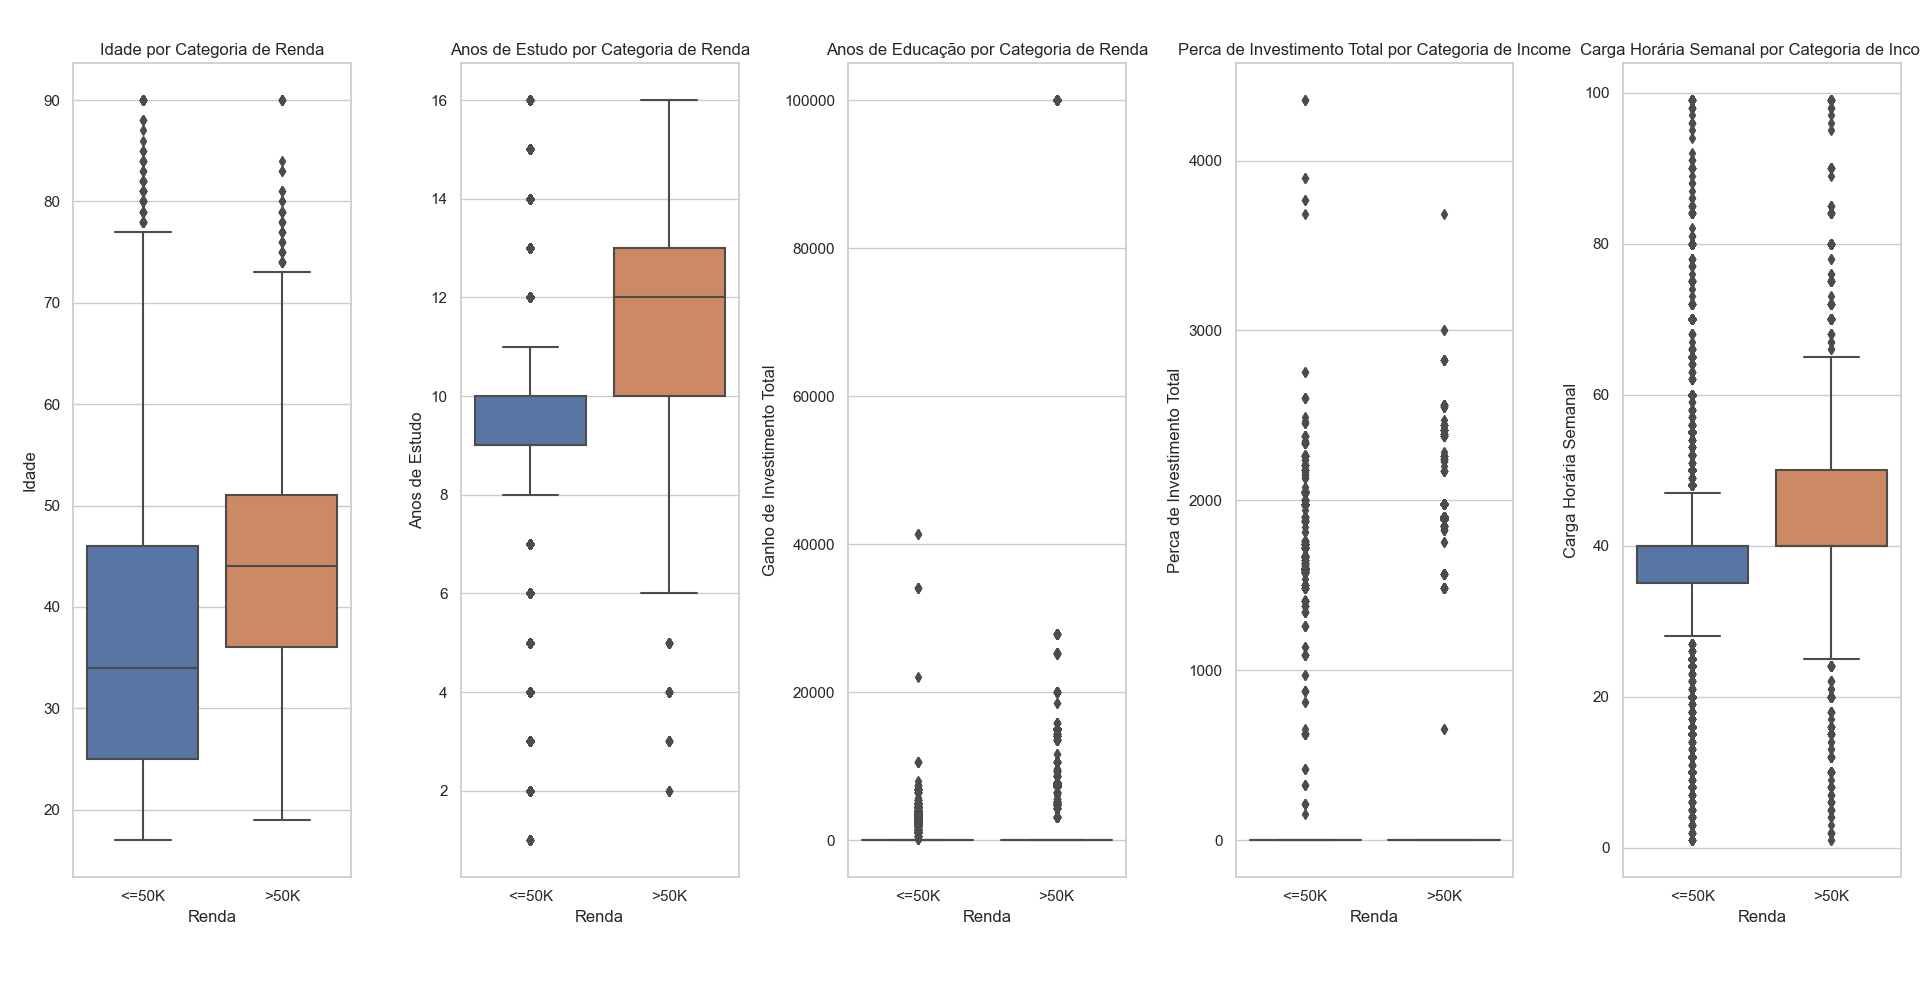 Idade por Categoria de Renda
Idade
90
80
70
60
50
40
30
20
<=50K >50K
Renda
Anos de Estudo por Categoria de Renda
Anos de Estudo
16
14
12
10
8
6
4
2
<=50K >50K
Renda
Anos de Educação por Categoria de Renda
Ganho de Investimento Total
100000
80000
60000
40000
20000
0
<=50K >50K
Renda
Perca de Investimento Total por Categoria de Income
Perca de Investimento Total
4000
3000
2000
1000
0
<=50K >50K
Renda
Carga Horária Semanal por Categoria de Inco
Carga Horária Semanal
100
80
60
40
20
0
<=50K >50K
Renda